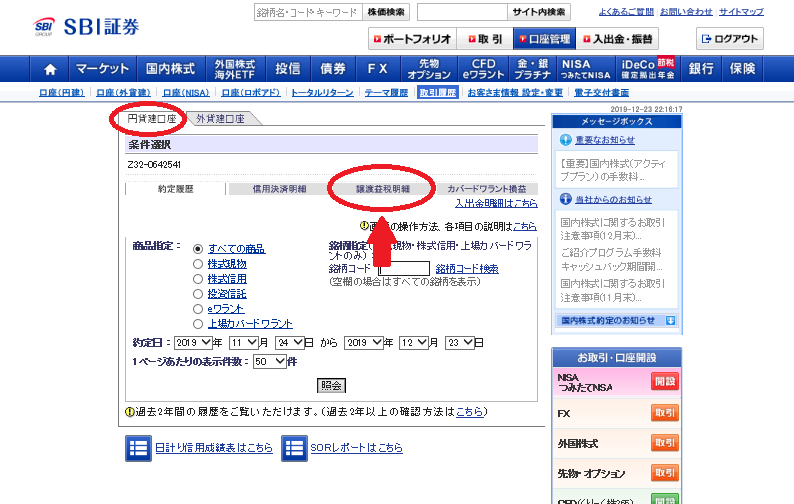 銘柄名・コード・キーワード 株価検索 サイト内検索 よくあるご質問 お問い合わせ サイトマップ
SBI GROUP SBI証券
ポートフォリオ 取引 口座管理 入出金・振替 ログアウト
マーケット 国内株式 外国株式 海外ETF 投信 債券 FX 先物 オプション CFD eワラント 金・銀 プラチナ NISA つみたてNISA iDeCo 節税 確定拠出年金 銀行 保険
口座(円建) 口座(外貨建) 口座(NISA) 口座(ロボアド) トータルリターン テーマ履歴 取引履歴 お客さま情報 設定・変更 電子交付書面
2019-12-23 22:16:17
円貨建口座 外貨建口座
条件選択
Z32-0642541
約定履歴 信用決済明細 譲渡益税明細 カバードワラント損益
入出金明細はこちら
の操作方法、各項目の説明はこちら
商品指定:
すべての商品
株式現物
株式信用
投資信託
eワラント
上場カバードワラント
銘柄指定
現物・株式信用・上場カバードワラ
ントのみ)
銘柄コード 銘柄コード検索
(空欄の場合はすべての銘柄を表示)
約定日: 2019 年 11 月 24 日 から 2019 年 12 月 23 日
1ページあたりの表示件数: 50 件
照会
過去2年間の履歴をご覧いただけます。(過去2年以上の確認方法はこちら)
日計り信用成績表はこちら SORレポートはこちら
メッセージボックス
重要なお知らせ
【重要】国内株式(アクティ
ブプラン)の手数料...
当社からのお知らせ
国内株式に関するお取引
注意事項(12月末)...
ご紹介プログラム手数料
キャッシュバック期間開...
国内株式に関するお取引
注意事項(11月末)...
国内株式約定のお知らせ
お取引・口座開設
NISA
つみたてNISA 開設
FX 取引
外国株式 取引
先物・オプション 取引